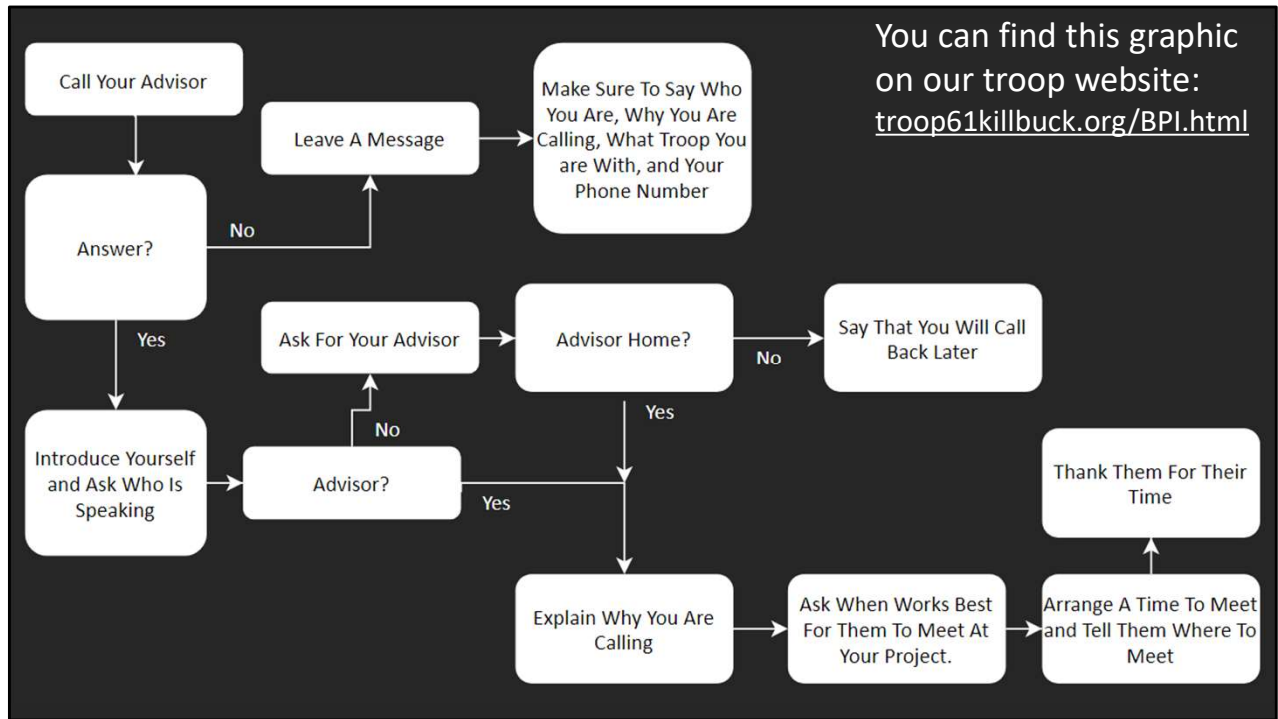 You can find this graphic
on our troop website:
troop61killbuck.org/BPI.html
Call Your Advisor
Leave A Message
Make Sure To Say Who
You Are, Why You Are
Calling, What Troop You
are With, and Your
Phone Number
Answer?
No
Yes
Ask For Your Advisor
Advisor Home?
No
Say That You Will Call
Back Later
Yes
No
Introduce Yourself
and Ask Who Is
Speaking
Advisor?
Yes
Thank Them For Their
Time
Explain Why You Are
Calling
Ask When Works Best
For Them To Meet At
Your Project.
Arrange A Time To Meet
and Tell Them Where To
Meet